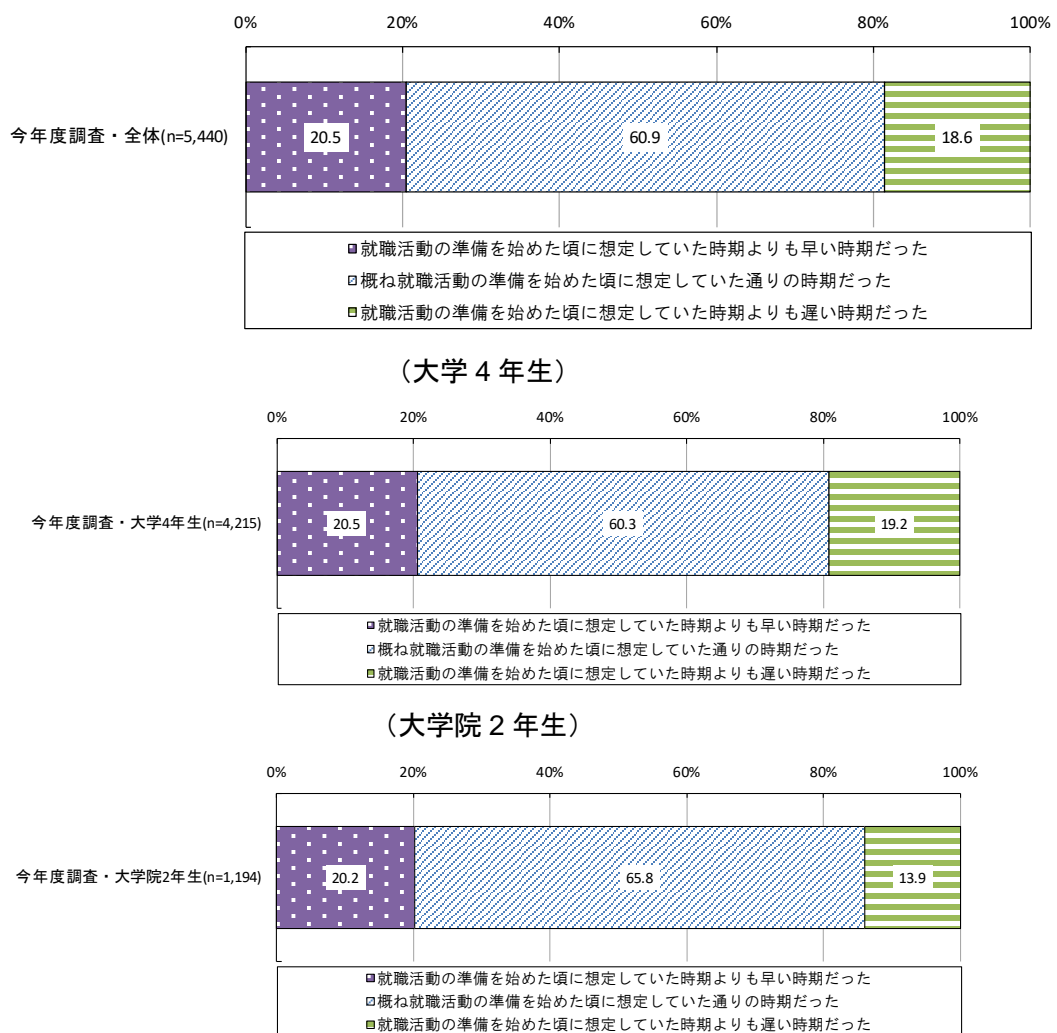 0% 20% 40% 60% 80% 100%
今年度調査・全体(n=5,440) 20.5 60.9 18.6
就職活動の準備を始めた頃に想定していた時期よりも早い時期だった
概ね就職活動の準備を始めた頃に想定していた通りの時期だった
就職活動の準備を始めた頃に想定していた時期よりも遅い時期だった
（大学４年生）
0% 20% 40% 60% 80% 100%
今年度調査・大学4年生(n=4,215) 20.5 60.3 19.2
就職活動の準備を始めた頃に想定していた時期よりも早い時期だった
概ね就職活動の準備を始めた頃に想定していた通りの時期だった
就職活動の準備を始めた頃に想定していた時期よりも遅い時期だった
（大学院２年生）
0% 20% 40% 60% 80% 100%
今年度調査・大学院2年生(n=1,194) 20.2 65.8 13.9
就職活動の準備を始めた頃に想定していた時期よりも早い時期だった
概ね就職活動の準備を始めた頃に想定していた通りの時期だった
就職活動の準備を始めた頃に想定していた時期よりも遅い時期だった